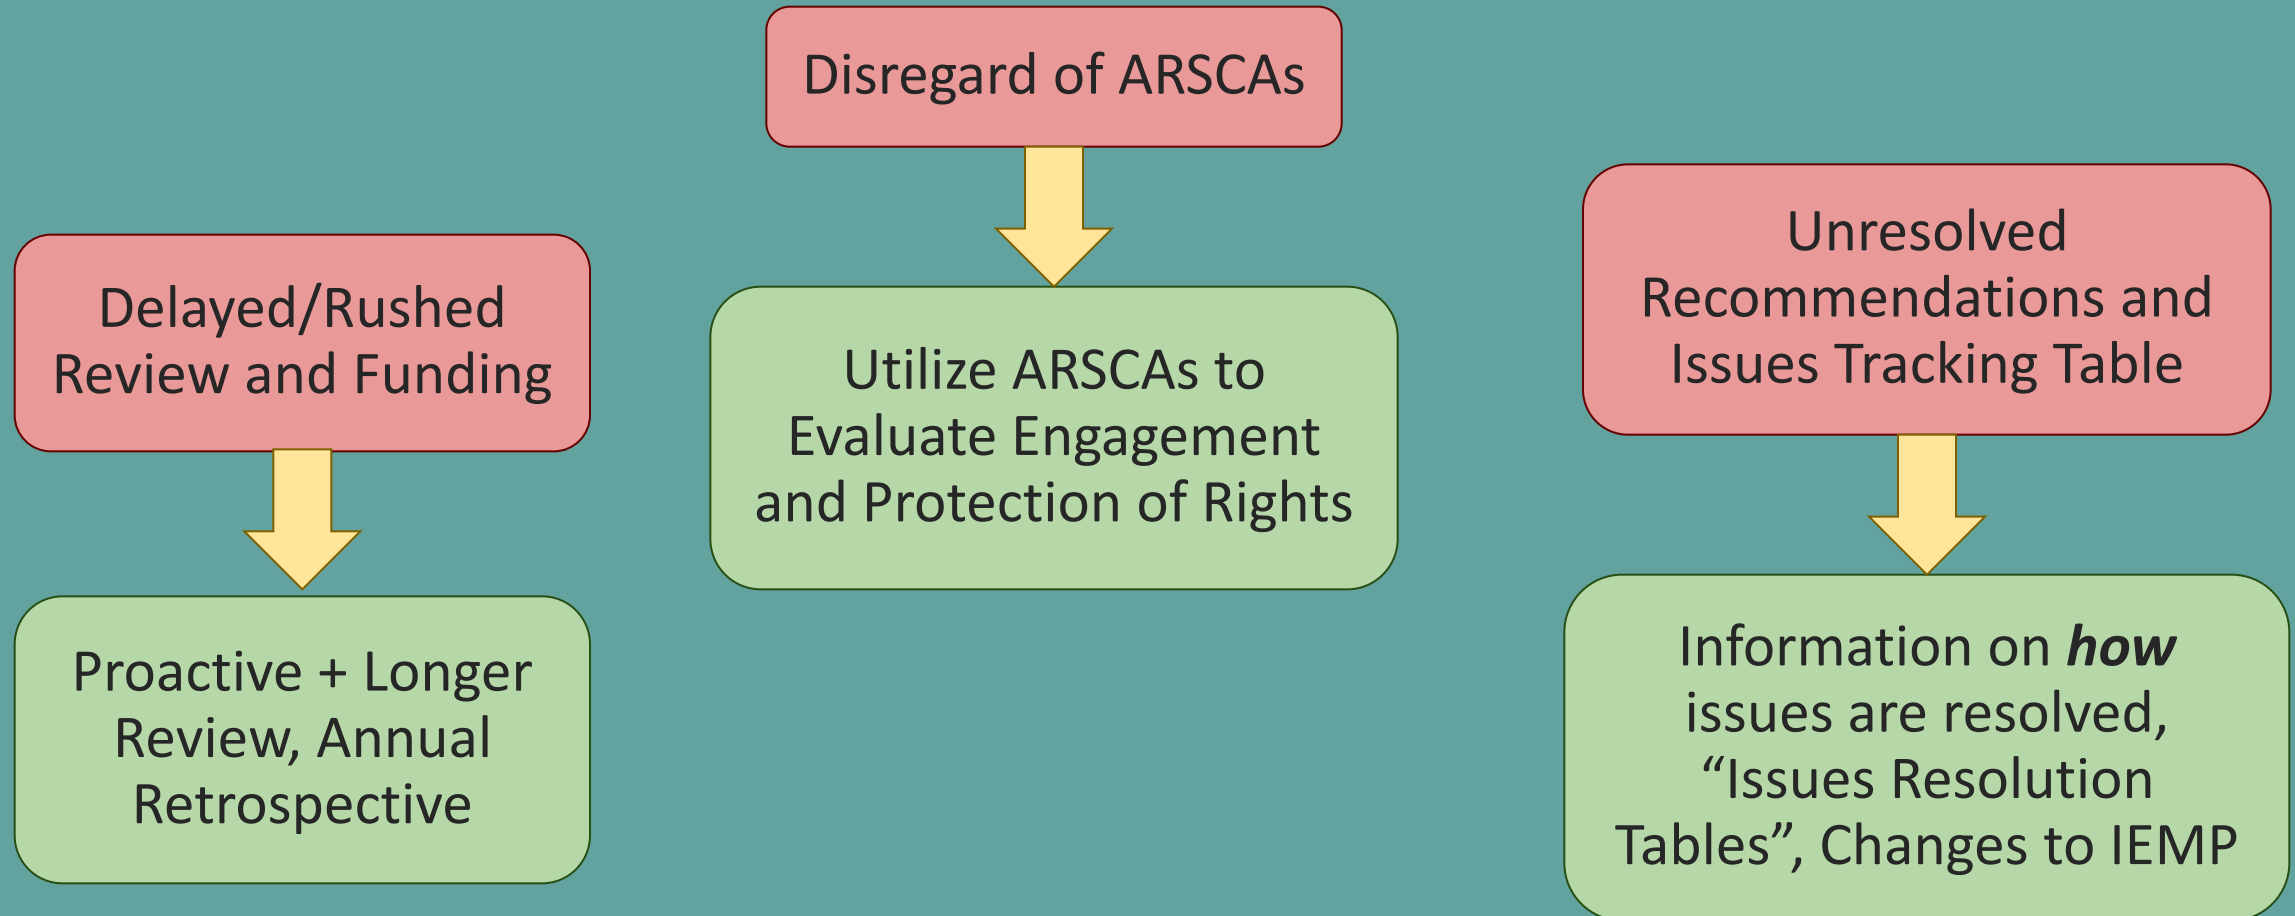 Disregard of ARSCAs
Delayed/Rushed
Review and Funding
Utilize ARSCAs to
Evaluate Engagement
and Protection of Rights
Unresolved
Recommendations and
Issues Tracking Table
Proactive + Longer
Review, Annual
Retrospective
Information on how
issues are resolved,
“Issues Resolution
Tables”, Changes to IEMP